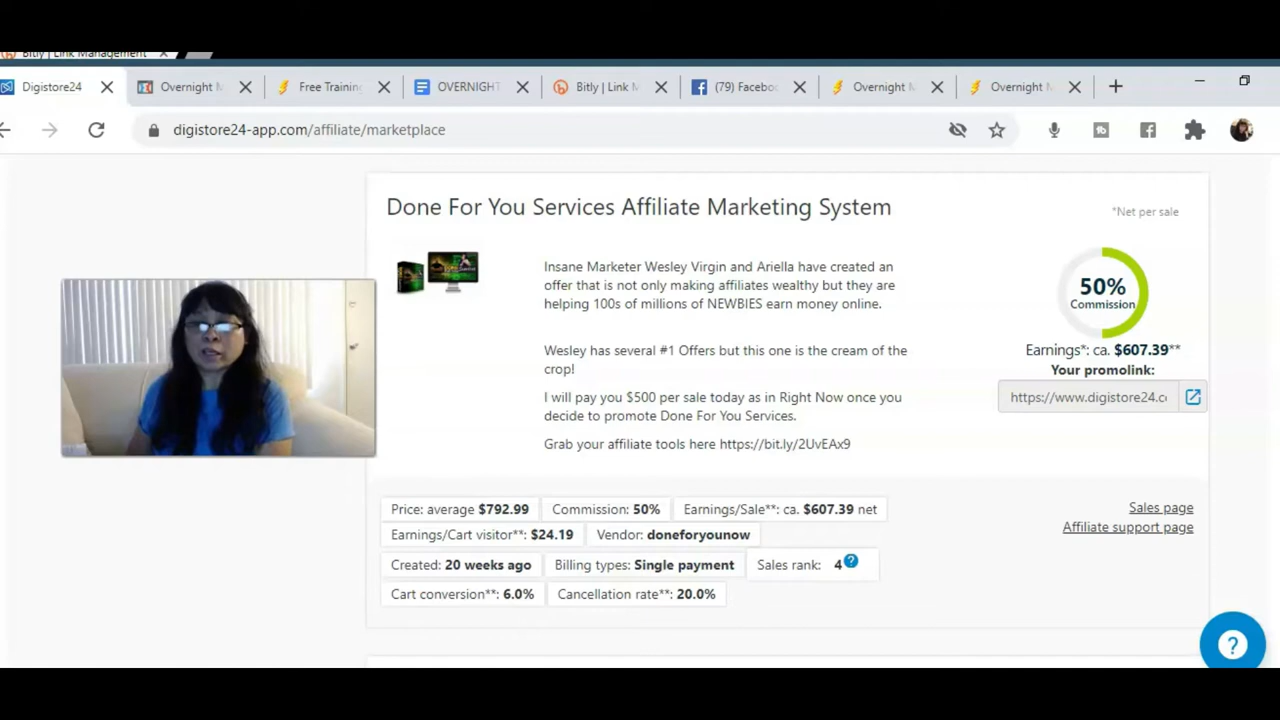 Bitly | Link Management
Digistore24
Overnight M
Free Training
OVERNIGHT
Bitly | Link M
(79) Faceboo
Overnight M
Overnight M
digistore24-app.com/affiliate/marketplace
Done For You Services Affiliate Marketing System
*Net per sale
Insane Marketer Wesley Virgin and Ariella have created an
offer that is not only making affiliates wealthy but they are
helping 100s of millions of NEWBIES earn money online.
50%
Commission
Wesley has several #1 Offers but this one is the cream of the
crop!
Earnings*: ca. $607.39**
Your promolink:
I will pay you $500 per sale today as in Right Now once you
decide to promote Done For You Services.
https://www.digistore24.co
Grab your affiliate tools here https://bit.ly/2UvEAx9
Price: average $792.99
Commission: 50%
Earnings/Sale**: ca. $607.39 net
Sales page
Earnings/Cart visitor**: $24.19
Vendor: doneforyounow
Affiliate support page
Created: 20 weeks ago
Billing types: Single payment
Sales rank: 4 ?
Cart conversion**: 6.0%
Cancellation rate**: 20.0%
?